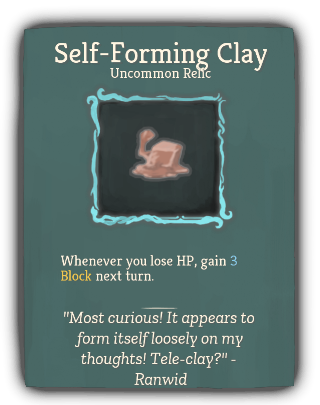 Self-Forming Clay
Uncommon Relic
Whenever you lose HP, gain 3
Block next turn.
"Most curious! It appears to
form itself loosely on my
thoughts! Tele-clay?" -
Ranwid